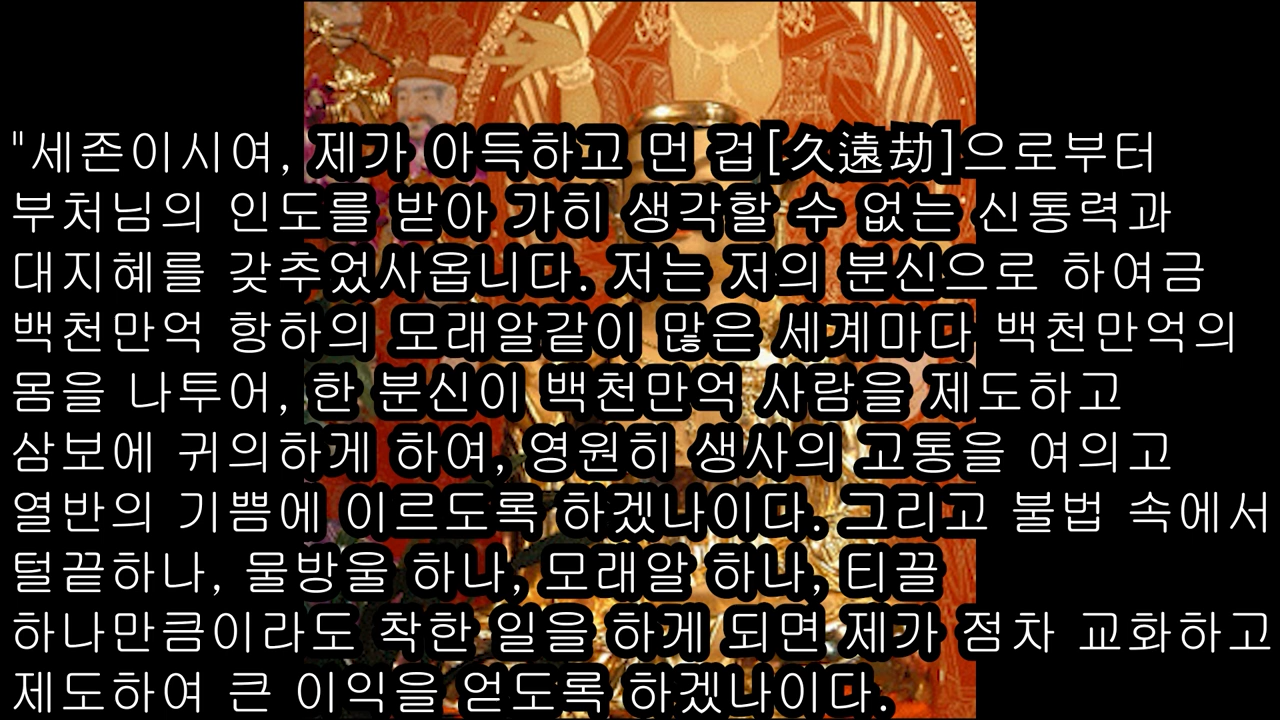 "세존이시여, 제가 아득하고 먼 겁[久遠劫]으로부터
부처님의 인도를 받아 가히 생각할 수 없는 신통력과
대지혜를 갖추었사옵니다. 저는 저의 분신으로 하여금
백천만억 항하의 모래알같이 많은 세계마다 백천만억의
몸을 나투어, 한 분신이 백천만억 사람을 제도하고
삼보에 귀의하게 하여, 영원히 생사의 고통을 여의고
열반의 기쁨에 이르도록 하겠나이다. 그리고 불법 속에서
털끝하나, 물방울 하나, 모래알 하나, 티끌
하나만큼이라도 착한 일을 하게 되면 제가 점차 교화하고
제도하여 큰 이익을 얻도록 하겠나이다.